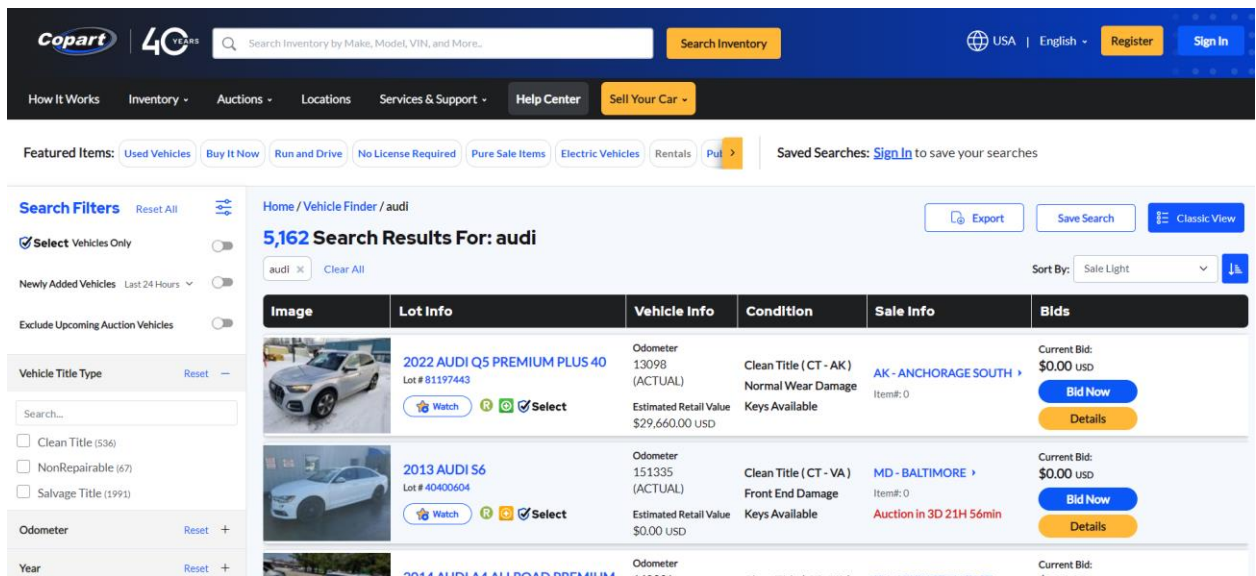 Copart
40 YEARS
Search Inventory by Make, Model, VIN, and More..
Search Inventory
USA | English
Register
Sign In
How It Works
Inventory
Auctions
Locations
Services & Support
Help Center
Sell Your Car
Featured Items:
Used Vehicles
Buy It Now
Run and Drive
No License Required
Pure Sale Items
Electric Vehicles
Rentals
Saved Searches: Sign In to save your searches
Search Filters
Reset All
Select Vehicles Only
Newly Added Vehicles Last 24 Hours
Exclude Upcoming Auction Vehicles
Vehicle Title Type
Reset
Search...
Clean Title (536)
NonRepairable (67)
Salvage Title (1991)
Odometer
Reset
Year
Reset
Home / Vehicle Finder / audi
5,162 Search Results For: audi
audi
Clear All
Export
Save Search
Classic View
Sort By: Sale Light
Image
Lot Info
Vehicle Info
Condition
Sale Info
Bids
2022 AUDI Q5 PREMIUM PLUS 40
Lot # 81197443
Watch
R
Select
Odometer
13098
(ACTUAL)
Estimated Retail Value
$29,660.00 USD
Clean Title ( CT - AK )
Normal Wear Damage
Keys Available
AK - ANCHORAGE SOUTH
Item#: 0
Current Bid:
$0.00 USD
Bid Now
Details
2013 AUDI S6
Lot # 40400604
Watch
R
Select
Odometer
151335
(ACTUAL)
Estimated Retail Value
$0.00 USD
Clean Title ( CT - VA )
Front End Damage
Keys Available
MD - BALTIMORE
Item#: 0
Auction in 3D 21H 56min
Current Bid:
$0.00 USD
Bid Now
Details
2014 AUDI A4 ALLROAD PREMIUM
Odometer
Current Bid: